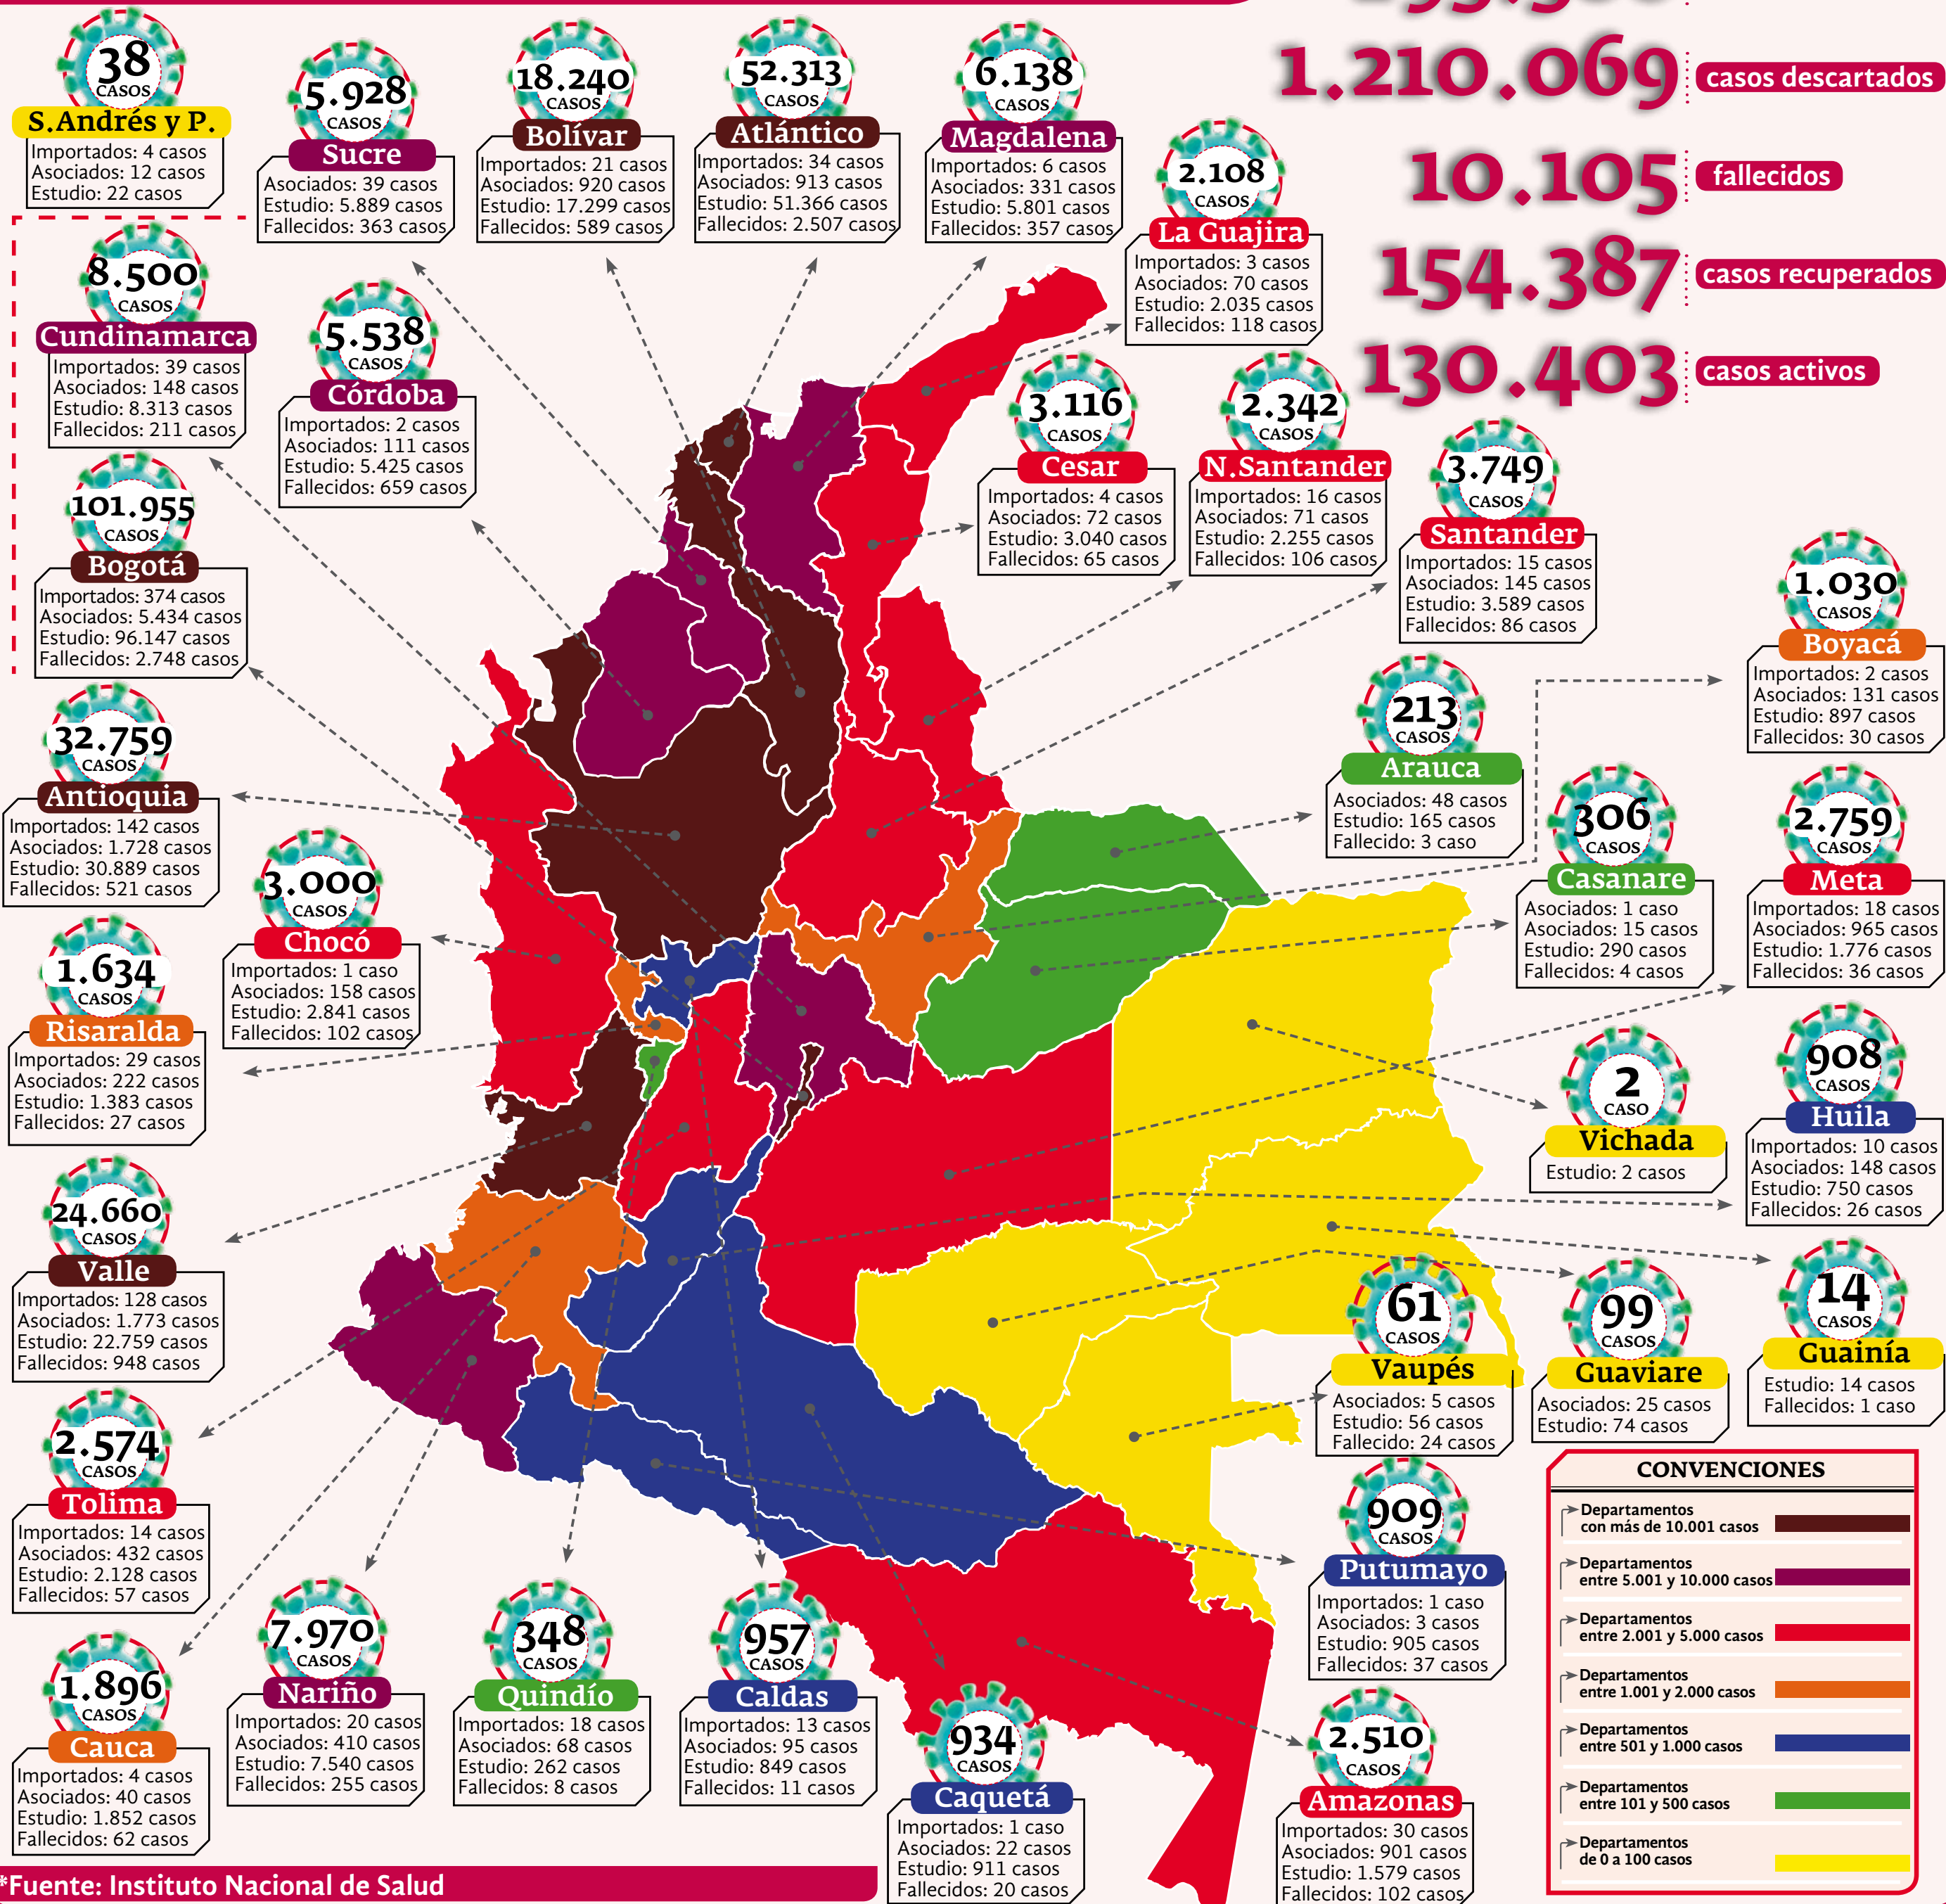 1.210.069 casos descartados
10.105 fallecidos
154.387 casos recuperados
130.403 casos activos
38
CASOS
S.Andrés y P.
Importados: 4 casos
Asociados: 12 casos
Estudio: 22 casos
5.928
CASOS
Sucre
Asociados: 39 casos
Estudio: 5.889 casos
Fallecidos: 363 casos
18.240
CASOS
Bolívar
Importados: 21 casos
Asociados: 920 casos
Estudio: 17.299 casos
Fallecidos: 589 casos
52.313
CASOS
Atlántico
Importados: 34 casos
Asociados: 913 casos
Estudio: 51.366 casos
Fallecidos: 2.507 casos
6.138
CASOS
Magdalena
Importados: 6 casos
Asociados: 331 casos
Estudio: 5.801 casos
Fallecidos: 357 casos
2.108
CASOS
La Guajira
Importados: 3 casos
Asociados: 70 casos
Estudio: 2.035 casos
Fallecidos: 118 casos
8.500
CASOS
Cundinamarca
Importados: 39 casos
Asociados: 148 casos
Estudio: 8.313 casos
Fallecidos: 211 casos
5.538
CASOS
Córdoba
Importados: 2 casos
Asociados: 111 casos
Estudio: 5.425 casos
Fallecidos: 659 casos
3.116
CASOS
Cesar
Importados: 4 casos
Asociados: 72 casos
Estudio: 3.040 casos
Fallecidos: 65 casos
2.342
CASOS
N.Santander
Importados: 16 casos
Asociados: 71 casos
Estudio: 2.255 casos
Fallecidos: 106 casos
3.749
CASOS
Santander
Importados: 15 casos
Asociados: 145 casos
Estudio: 3.589 casos
Fallecidos: 86 casos
101.955
CASOS
Bogotá
Importados: 374 casos
Asociados: 5.434 casos
Estudio: 96.147 casos
Fallecidos: 2.748 casos
1.030
CASOS
Boyacá
Importados: 2 casos
Asociados: 131 casos
Estudio: 897 casos
Fallecidos: 30 casos
32.759
CASOS
Antioquia
Importados: 142 casos
Asociados: 1.728 casos
Estudio: 30.889 casos
Fallecidos: 521 casos
213
CASOS
Arauca
Asociados: 48 casos
Estudio: 165 casos
Fallecido: 3 caso
306
CASOS
Casanare
Asociados: 1 caso
Asociados: 15 casos
Estudio: 290 casos
Fallecidos: 4 casos
2.759
CASOS
Meta
Importados: 18 casos
Asociados: 965 casos
Estudio: 1.776 casos
Fallecidos: 36 casos
3.000
CASOS
Chocó
Importados: 1 caso
Asociados: 158 casos
Estudio: 2.841 casos
Fallecidos: 102 casos
1.634
CASOS
Risaralda
Importados: 29 casos
Asociados: 222 casos
Estudio: 1.383 casos
Fallecidos: 27 casos
2
CASO
Vichada
Estudio: 2 casos
908
CASOS
Huila
Importados: 10 casos
Asociados: 148 casos
Estudio: 750 casos
Fallecidos: 26 casos
24.660
CASOS
Valle
Importados: 128 casos
Asociados: 1.773 casos
Estudio: 22.759 casos
Fallecidos: 948 casos
61
CASOS
Vaupés
Asociados: 5 casos
Estudio: 56 casos
Fallecido: 24 casos
99
CASOS
Guaviare
Asociados: 25 casos
Estudio: 74 casos
14
CASOS
Guainía
Estudio: 14 casos
Fallecidos: 1 caso
2.574
CASOS
Tolima
Importados: 14 casos
Asociados: 432 casos
Estudio: 2.128 casos
Fallecidos: 57 casos
909
CASOS
Putumayo
Importados: 1 caso
Asociados: 3 casos
Estudio: 905 casos
Fallecidos: 37 casos
1.896
CASOS
Cauca
Importados: 4 casos
Asociados: 40 casos
Estudio: 1.852 casos
Fallecidos: 62 casos
7.970
CASOS
Nariño
Importados: 20 casos
Asociados: 410 casos
Estudio: 7.540 casos
Fallecidos: 255 casos
348
CASOS
Quindío
Importados: 18 casos
Asociados: 68 casos
Estudio: 262 casos
Fallecidos: 8 casos
957
CASOS
Caldas
Importados: 13 casos
Asociados: 95 casos
Estudio: 849 casos
Fallecidos: 11 casos
934
CASOS
Caquetá
Importados: 1 caso
Asociados: 22 casos
Estudio: 911 casos
Fallecidos: 20 casos
2.510
CASOS
Amazonas
Importados: 30 casos
Asociados: 901 casos
Estudio: 1.579 casos
Fallecidos: 102 casos
CONVENCIONES
Departamentos
con más de 10.001 casos
Departamentos
entre 5.001 y 10.000 casos
Departamentos
entre 2.001 y 5.000 casos
Departamentos
entre 1.001 y 2.000 casos
Departamentos
entre 501 y 1.000 casos
Departamentos
entre 101 y 500 casos
Departamentos
de 0 a 100 casos
*Fuente: Instituto Nacional de Salud